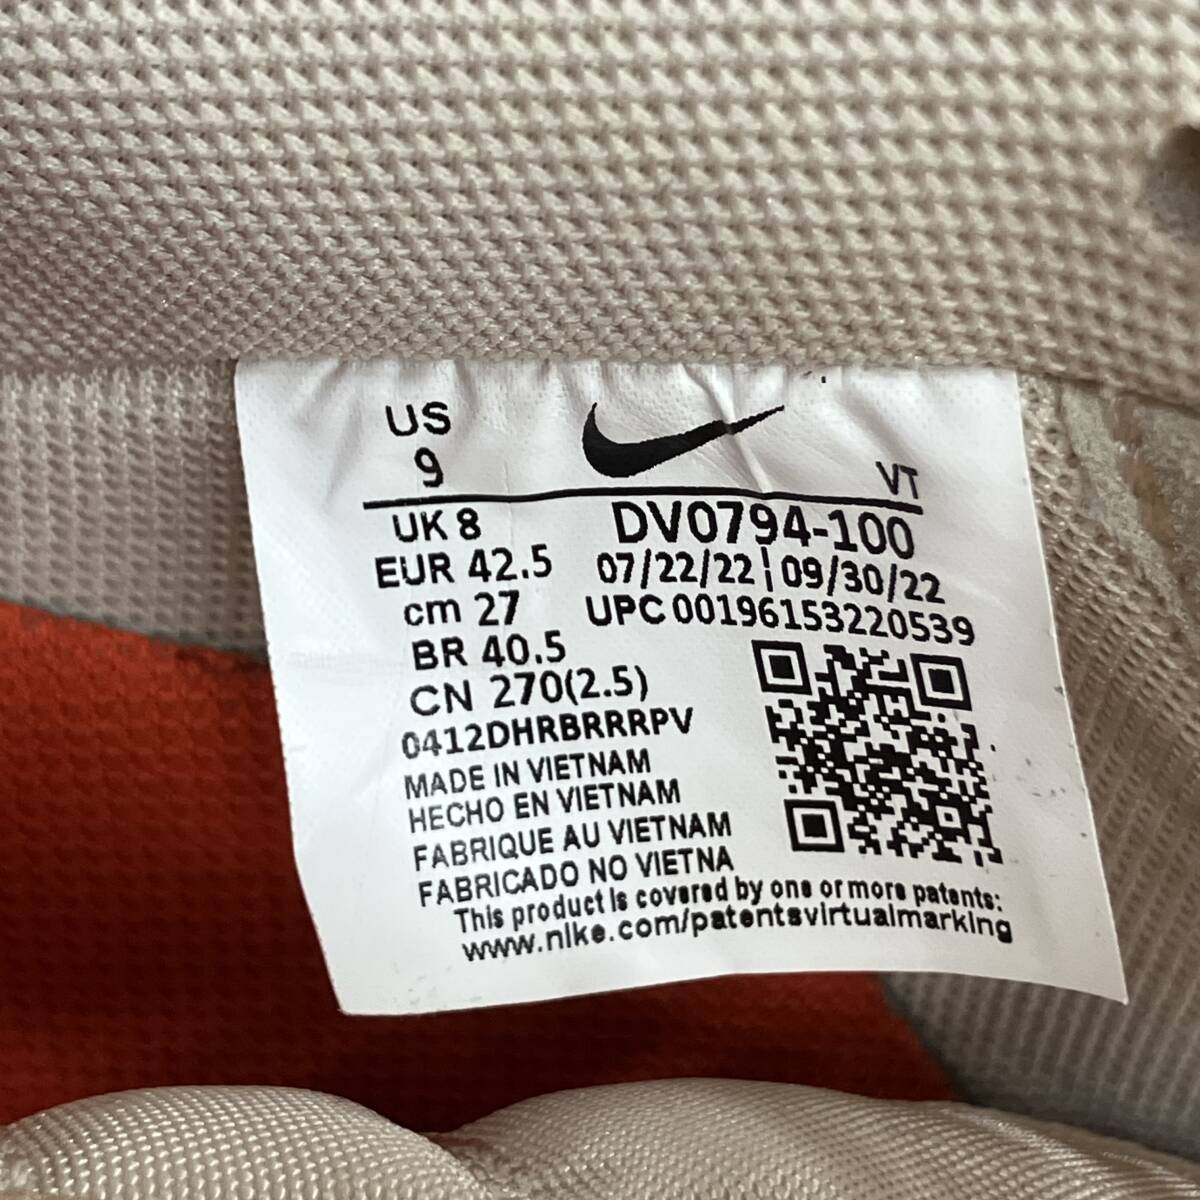 US
9
VT
UK 8
DV0794-100
EUR 42.5
07/22/22 | 09/30/22
cm 27
UPC 00196153220539
BR 40.5
CN 270(2.5)
0412DHRBRRRPV
MADE IN VIETNAM
HECHO EN VIETNAM
FABRIQUE AU VIETNAM
FABRICADO NO VIETNA
This product is covered by one or more patents:
www.nike.com/patentsvirtualmarking